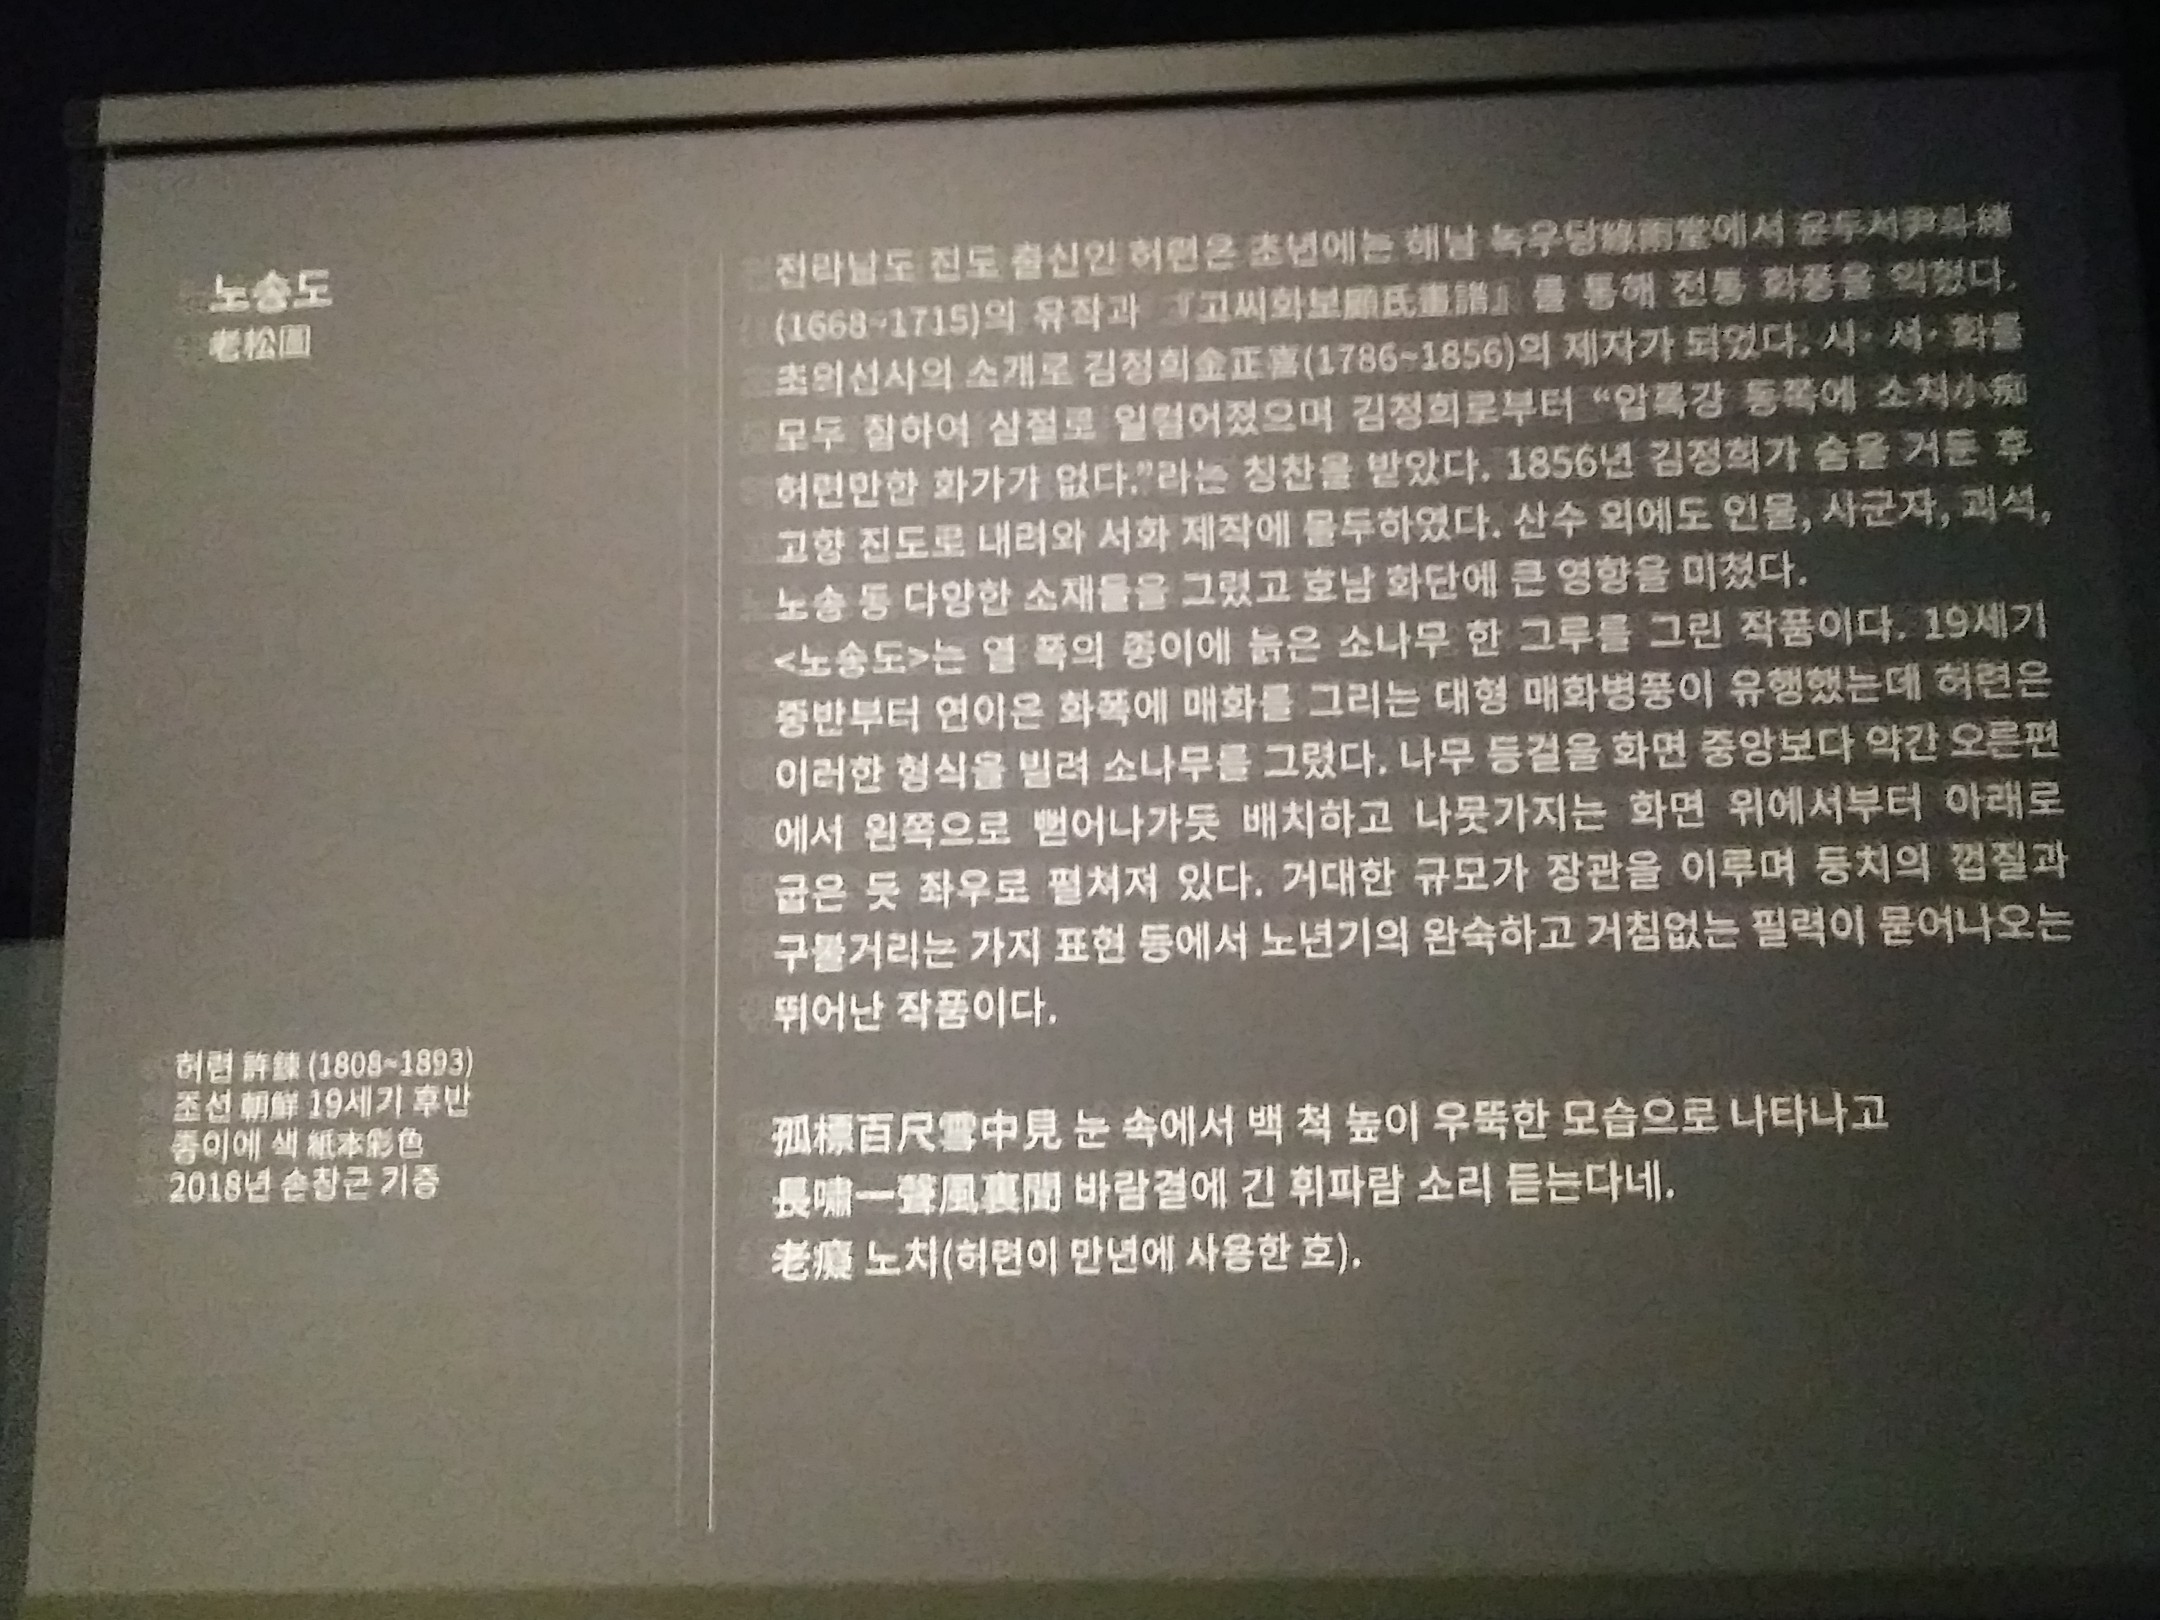 노송도
老松圖
전라남도 진도 출신인 허련은 초년에는 해남 녹우당綠雨堂에서 윤두서尹斗緖
(1668~1715)의 유작과 『고씨화보顧氏畫譜』를 통해 전통 화풍을 익혔다.
초의선사의 소개로 김정희金正喜(1786~1856)의 제자가 되었다. 시· 서· 화를
모두 잘하여 삼절로 일컬어졌으며 김정희로부터 “압록강 동쪽에 소치小痴
허련만한 화가가 없다.”라는 칭찬을 받았다. 1856년 김정희가 숨을 거둔 후
고향 진도로 내려와 서화 제작에 몰두하였다. 산수 외에도 인물, 사군자, 괴석,
노송 등 다양한 소재들을 그렸고 호남 화단에 큰 영향을 미쳤다.
<노송도>는 열 폭의 종이에 늙은 소나무 한 그루를 그린 작품이다. 19세기
중반부터 연이은 화폭에 매화를 그리는 대형 매화병풍이 유행했는데 허련은
이러한 형식을 빌려 소나무를 그렸다. 나무 등걸을 화면 중앙보다 약간 오른편
에서 왼쪽으로 뻗어나가듯 배치하고 나뭇가지는 화면 위에서부터 아래로
굽은 듯 좌우로 펼쳐져 있다. 거대한 규모가 장관을 이루며 둥치의 껍질과
구불거리는 가지 표현 등에서 노년기의 완숙하고 거침없는 필력이 묻어나오는
뛰어난 작품이다.
孤標百尺雪中見 눈 속에서 백 척 높이 우뚝한 모습으로 나타나고
長嘯一聲風裏聞 바람결에 긴 휘파람 소리 듣는다네.
老癡 노치(허련이 만년에 사용한 호).
허련 許鍊 (1808~1893)
조선 朝鮮 19세기 후반
종이에 색 紙本彩色
2018년 손창근 기증